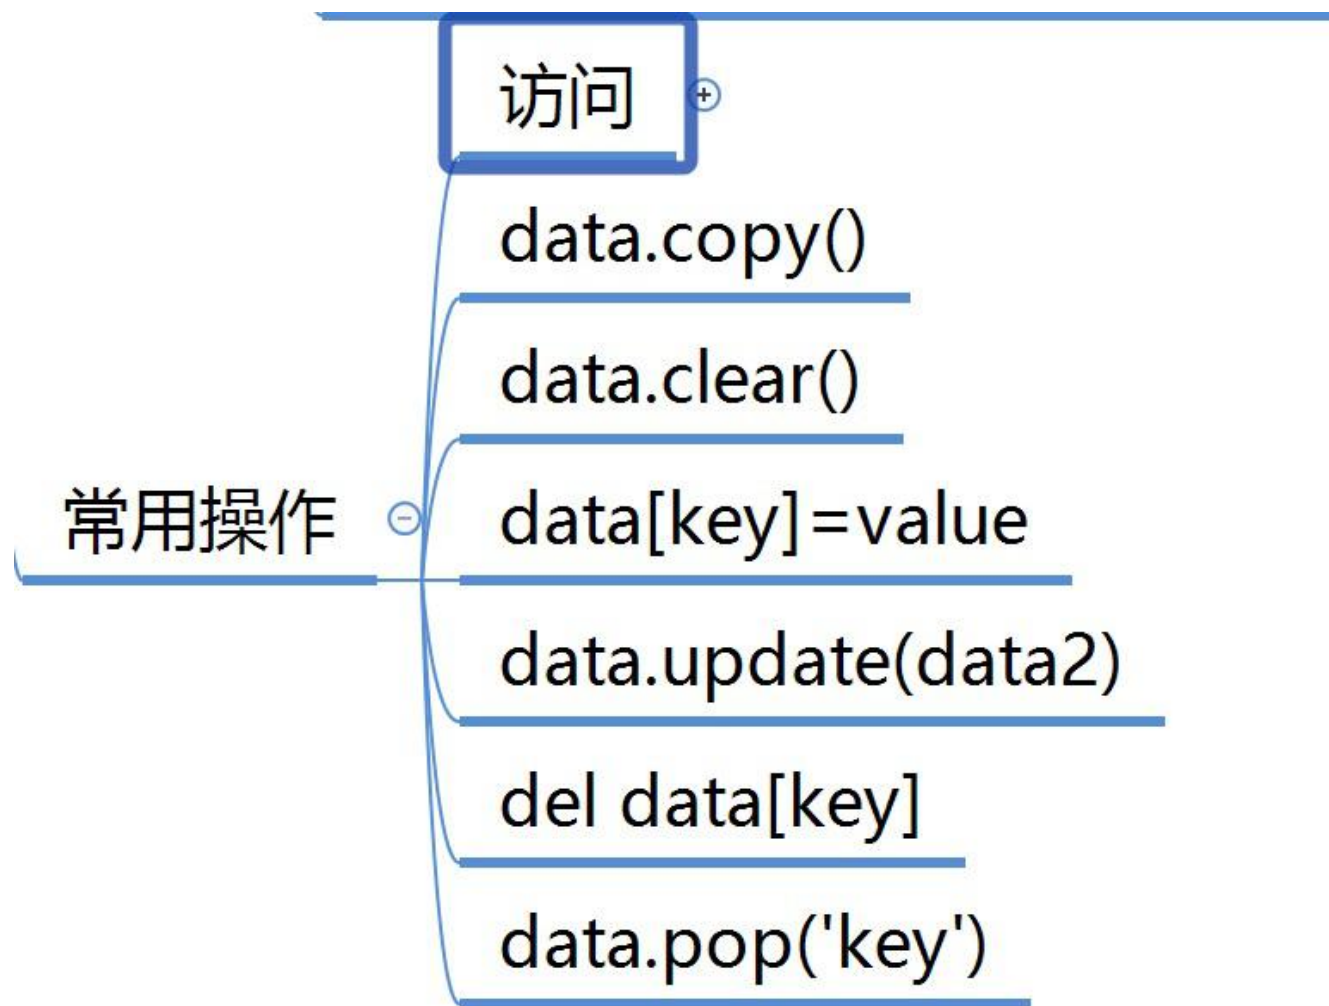 访问
data.copy()
data.clear()
常用操作
data[key]=value
data.update(data2)
del data[key]
data.pop('key')